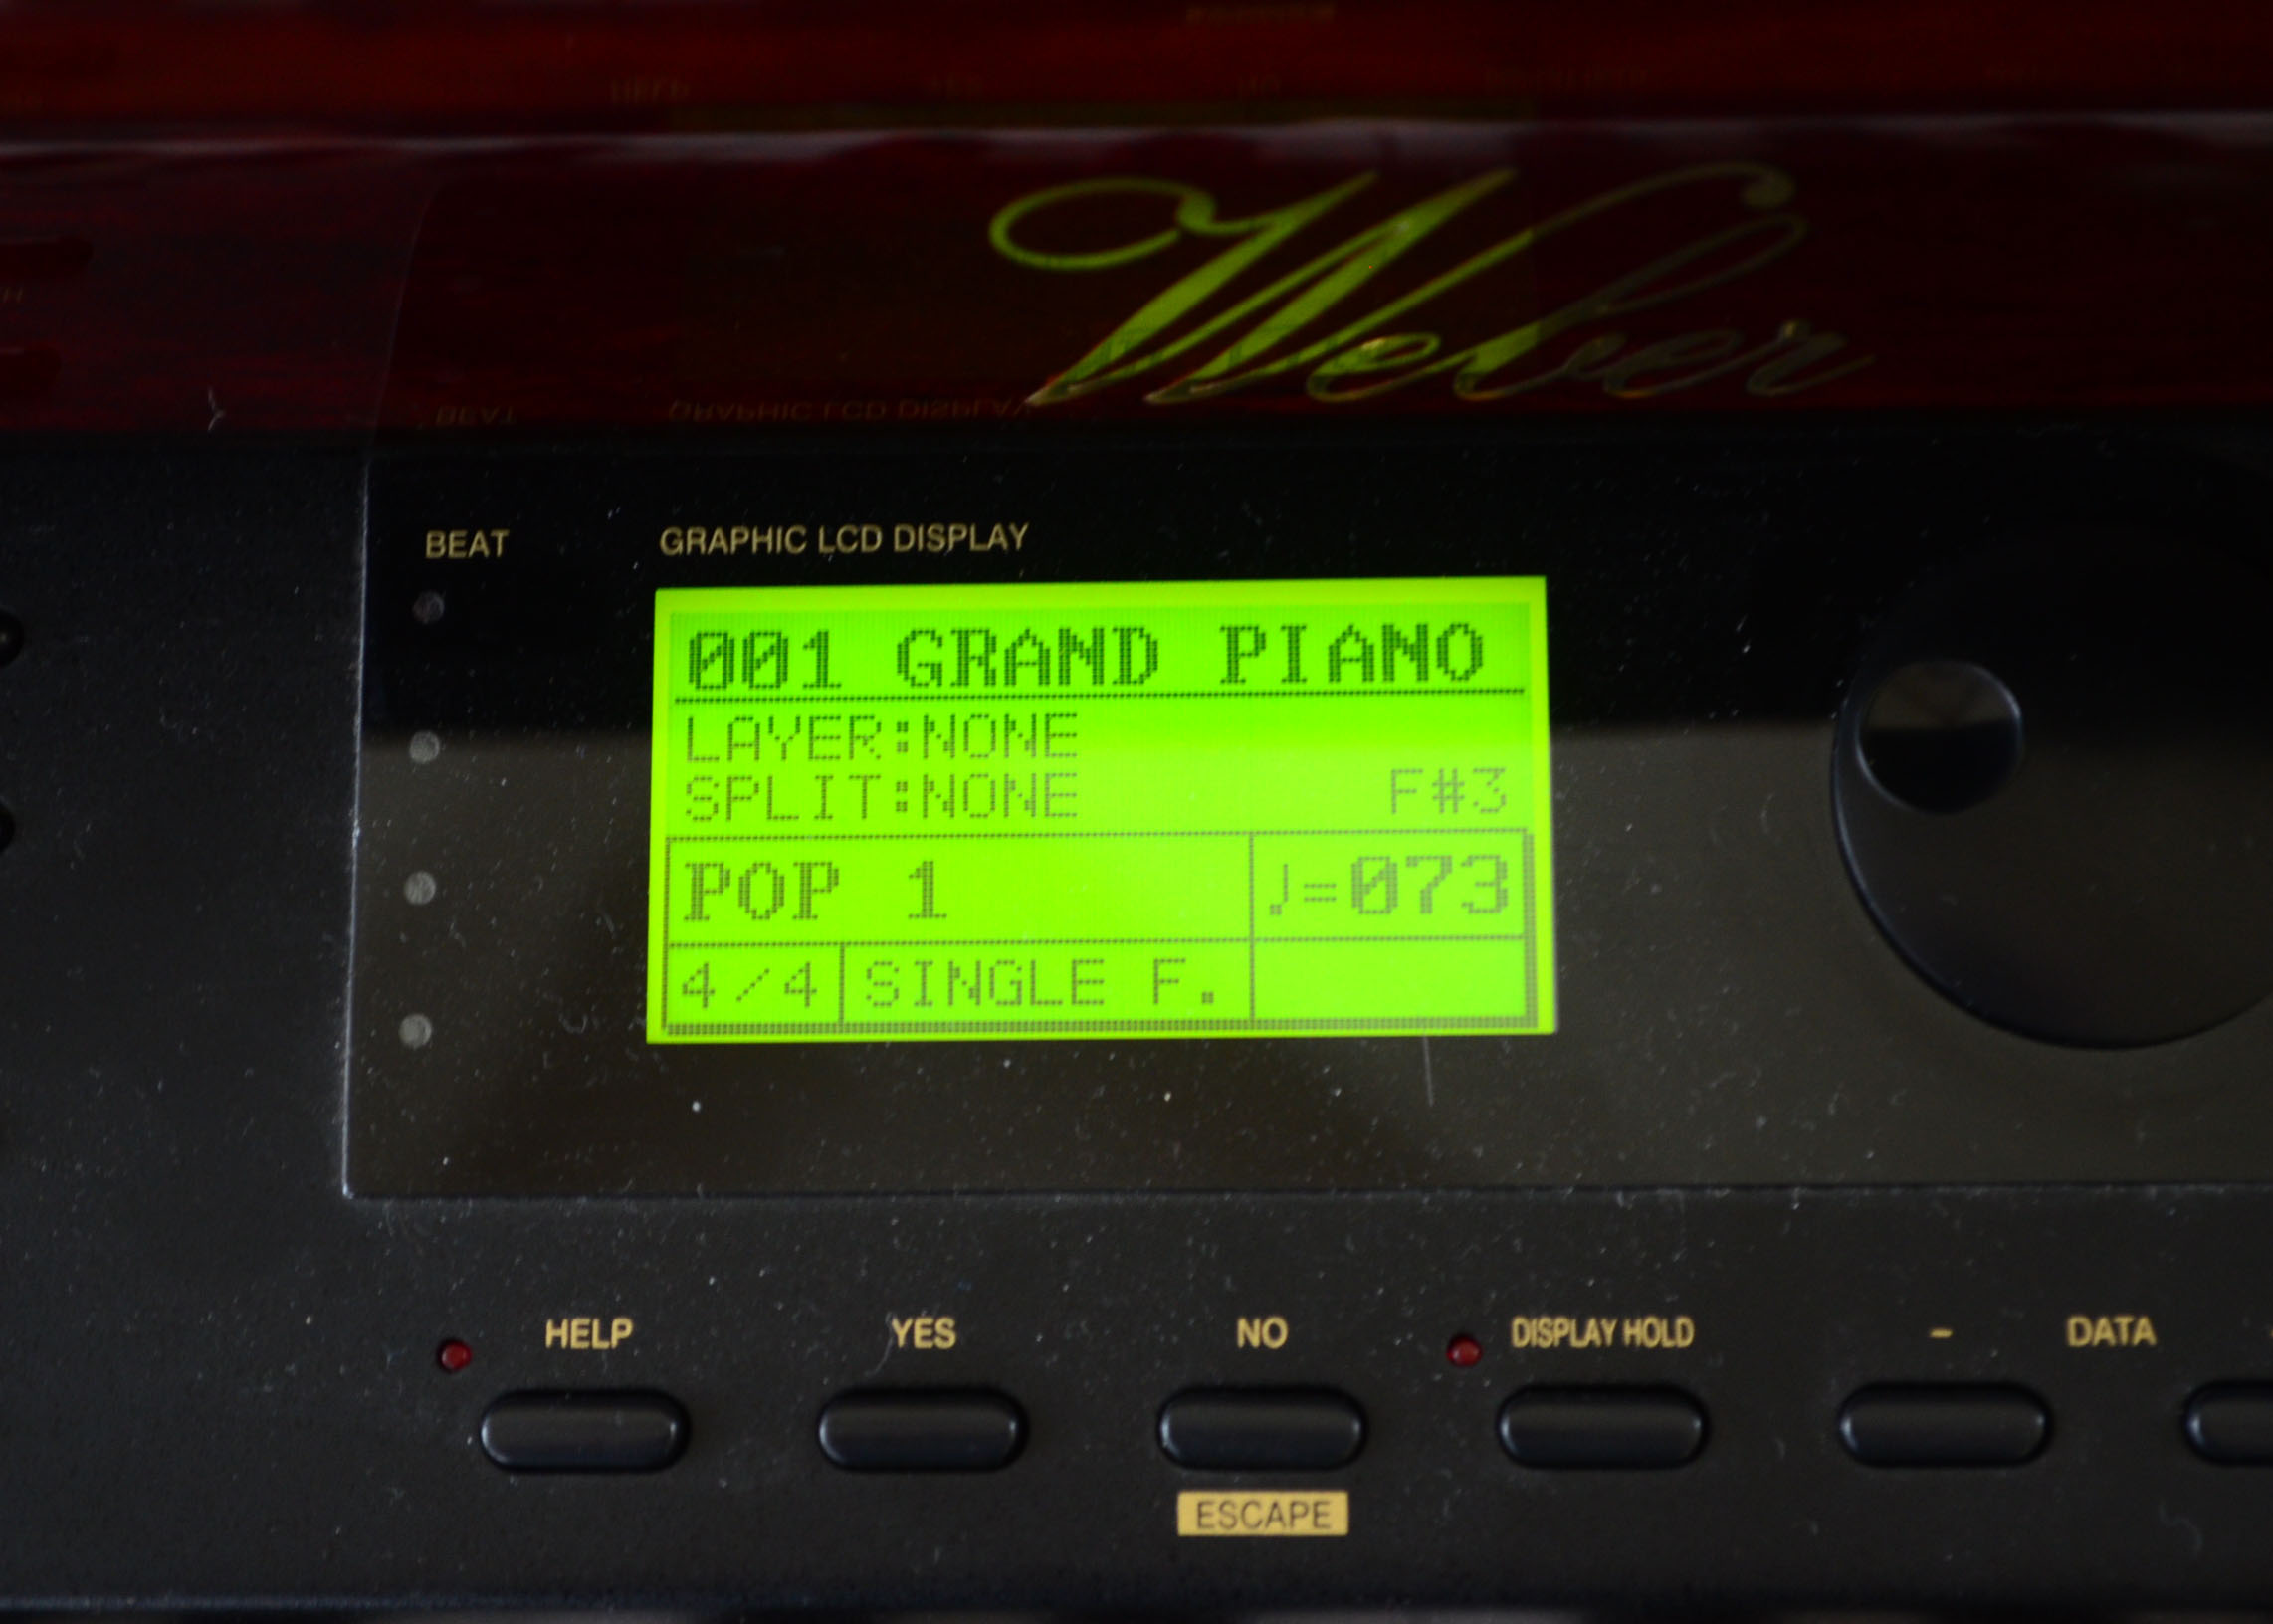 Weber
BEAT
GRAPHIC LCD DISPLAY
001 GRAND PIANO
LAYER:NONE
SPLIT:NONE F#3
POP 1 ♩=073
4/4 SINGLE F.
HELP YES NO DISPLAY HOLD - DATA
ESCAPE